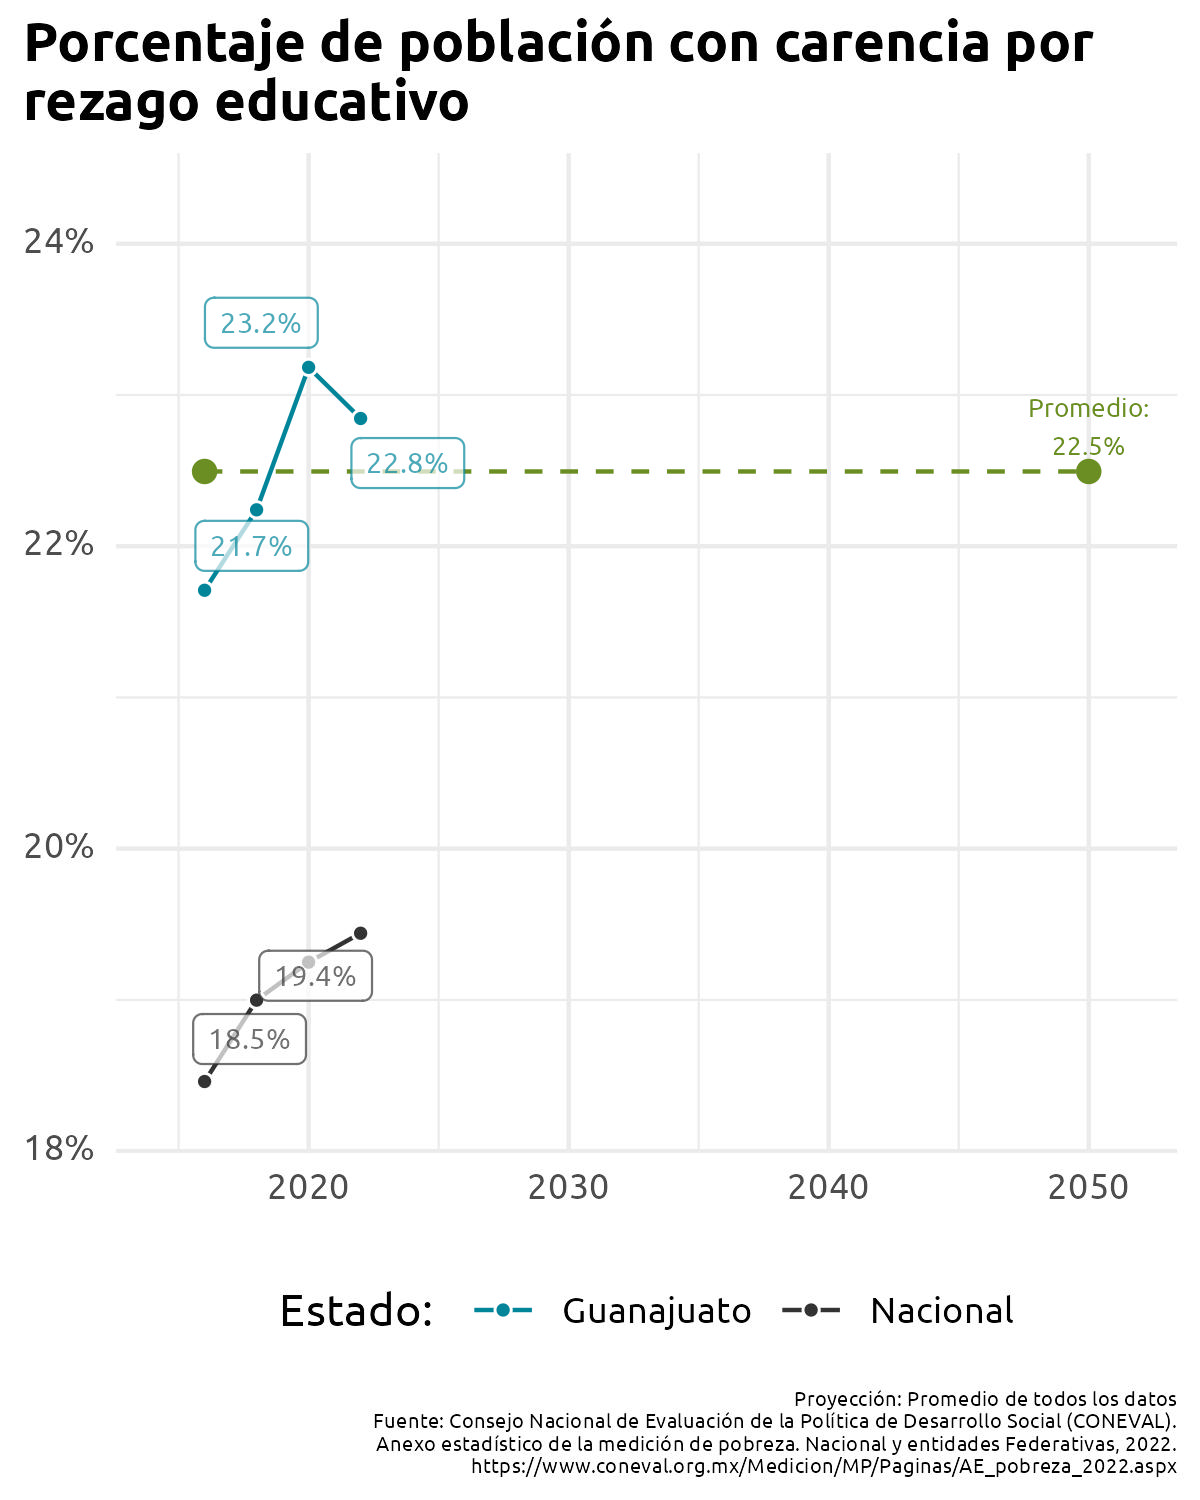 Porcentaje de población con carencia por
rezago educativo
24%
23.2%
Promedio:
22.5%
22.8%
22%
21.7%
20%
19.4%
18.5%
18%
2020 2030 2040 2050
Estado: Guanajuato Nacional
Proyección: Promedio de todos los datos
Fuente: Consejo Nacional de Evaluación de la Política de Desarrollo Social (CONEVAL).
Anexo estadístico de la medición de pobreza. Nacional y entidades Federativas, 2022.
https://www.coneval.org.mx/Medicion/MP/Paginas/AE_pobreza_2022.aspx